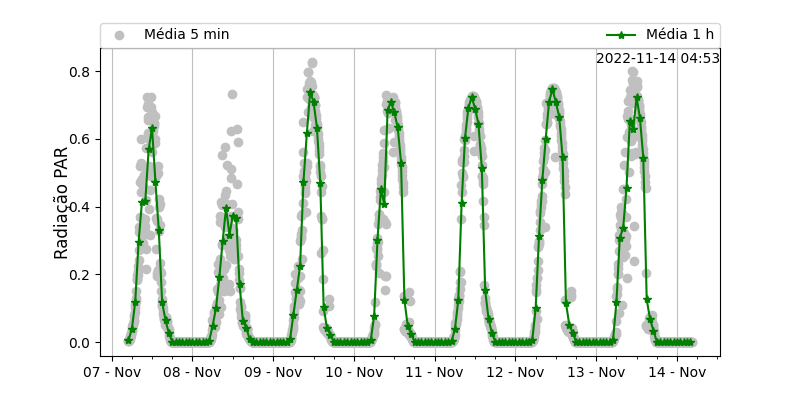 Média 5 min
Média 1 h
2022-11-14 04:53
Radiação PAR
0.8
0.6
0.4
0.2
0.0
07 - Nov
08 - Nov
09 - Nov
10 - Nov
11 - Nov
12 - Nov
13 - Nov
14 - Nov